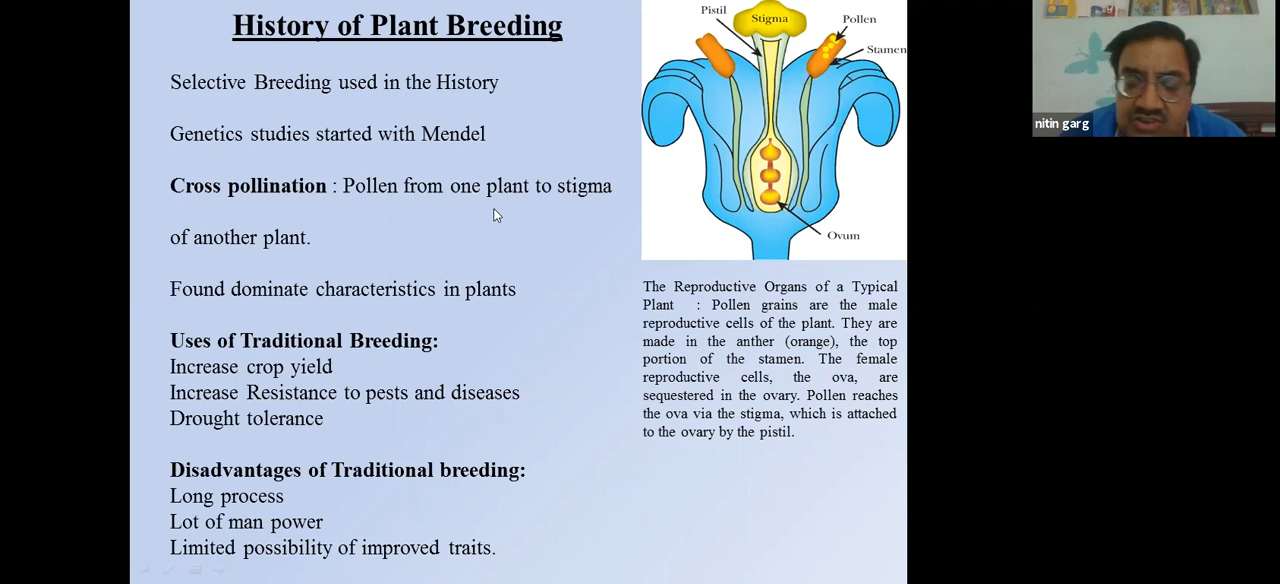 History of Plant Breeding
Selective Breeding used in the History
Genetics studies started with Mendel
Cross pollination : Pollen from one plant to stigma
of another plant.
Found dominate characteristics in plants
Uses of Traditional Breeding:
Increase crop yield
Increase Resistance to pests and diseases
Drought tolerance
Disadvantages of Traditional breeding:
Long process
Lot of man power
Limited possibility of improved traits.
Pistil
Stigma
Pollen
Stamen
Ovum
The Reproductive Organs of a Typical
Plant : Pollen grains are the male
reproductive cells of the plant. They are
made in the anther (orange), the top
portion of the stamen. The female
reproductive cells, the ova, are
sequestered in the ovary. Pollen reaches
the ova via the stigma, which is attached
to the ovary by the pistil.
nitin garg